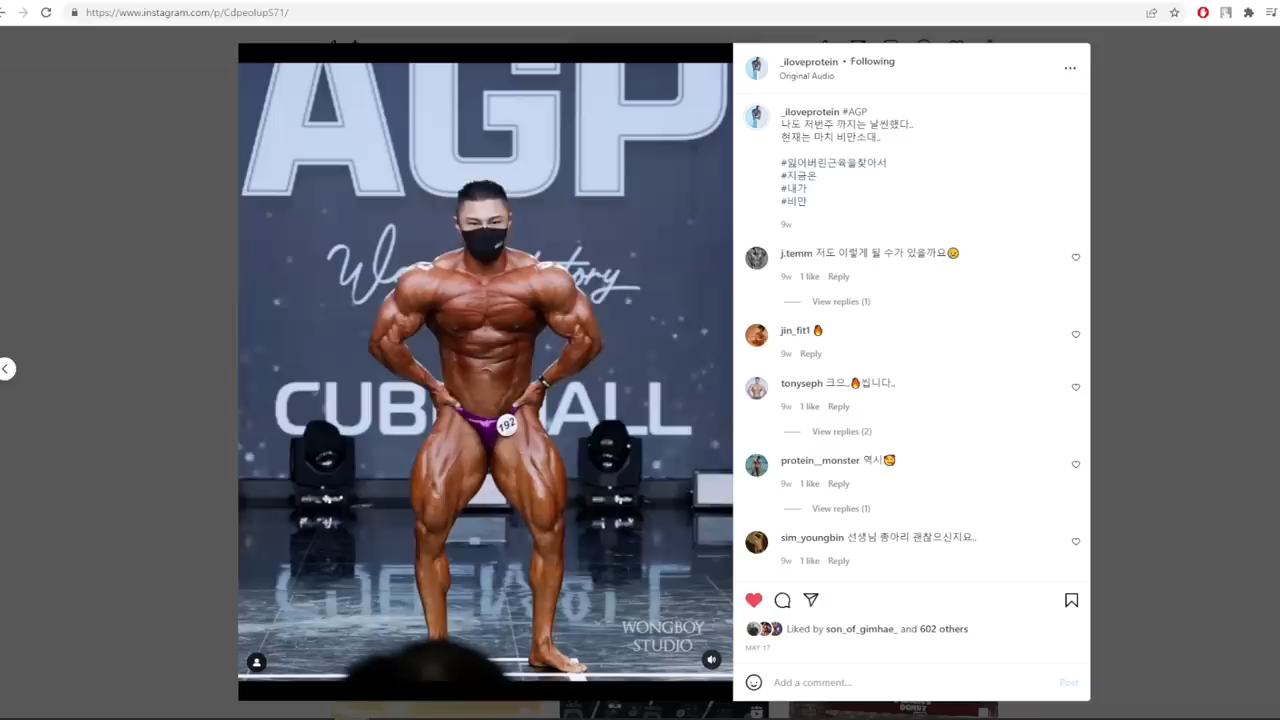 https://www.instagram.com/p/CdpeolupS71/
AGP
CUB
ALL
192
WONGBOY
STUDIO
_iloveprotein • Following
Original Audio
_iloveprotein #AGP
나도 저번주 까지는 날씬했다..
현재는 마치 비만소대..
#잃어버린근육을찾아서
#지금은
#내가
#비만
9w
j.temm 저도 이렇게 될 수가 있을까요😥
9w 1 like Reply
View replies (1)
jin_fit1 🔥
9w Reply
tonyseph 크으..🔥씹니다..
9w 1 like Reply
View replies (2)
protein__monster 역시🥰
9w 1 like Reply
View replies (1)
sim_youngbin 선생님 종아리 괜찮으신지요..
9w 1 like Reply
Liked by son_of_gimhae_ and 602 others
MAY 17
Add a comment...
Post